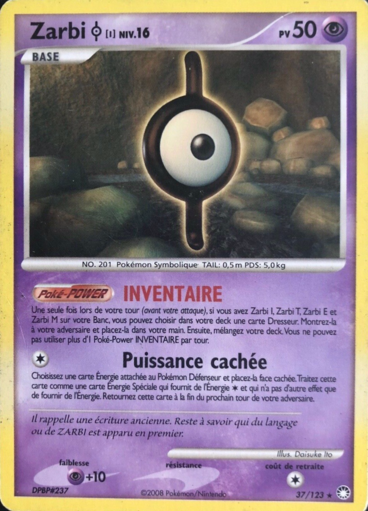 Zarbi [I] NIV.16 PV 50
BASE
NO. 201 Pokémon Symbolique TAIL: 0,5 m PDS: 5,0 kg
Poké-POWER INVENTAIRE
Une seule fois lors de votre tour (avant votre attaque), si vous avez Zarbi I, Zarbi T, Zarbi E et
Zarbi M sur votre Banc, vous pouvez choisir dans votre deck une carte Dresseur. Montrez-la
à votre adversaire et placez-la dans votre main. Ensuite, mélangez votre deck. Vous ne pouvez
pas utiliser plus d'1 Poké-Power INVENTAIRE par tour.
Puissance cachée
Choisissez une carte Énergie attachée au Pokémon Défenseur et placez-la face cachée. Traitez cette
carte comme une carte Énergie Spéciale qui fournit de l'Énergie et qui n'a pas d'autre effet que
de fournir de l'Énergie. Retournez cette carte à la fin du prochain tour de votre adversaire.
Il rappelle une écriture ancienne. Reste à savoir qui du langage
ou de ZARBI est apparu en premier.
Illus. Daisuke Ito
faiblesse résistance coût de retraite
+10
DPBP#237 ©2008 Pokémon/Nintendo 37/123 ★